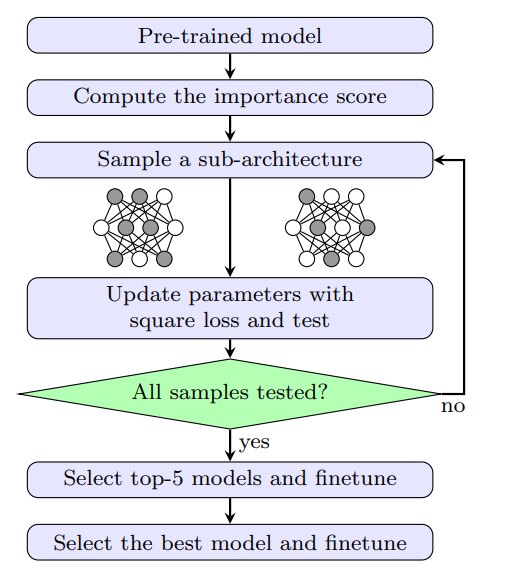 Pre-trained model
Compute the importance score
Sample a sub-architecture
Update parameters with
square loss and test
All samples tested?
no
yes
Select top-5 models and finetune
Select the best model and finetune